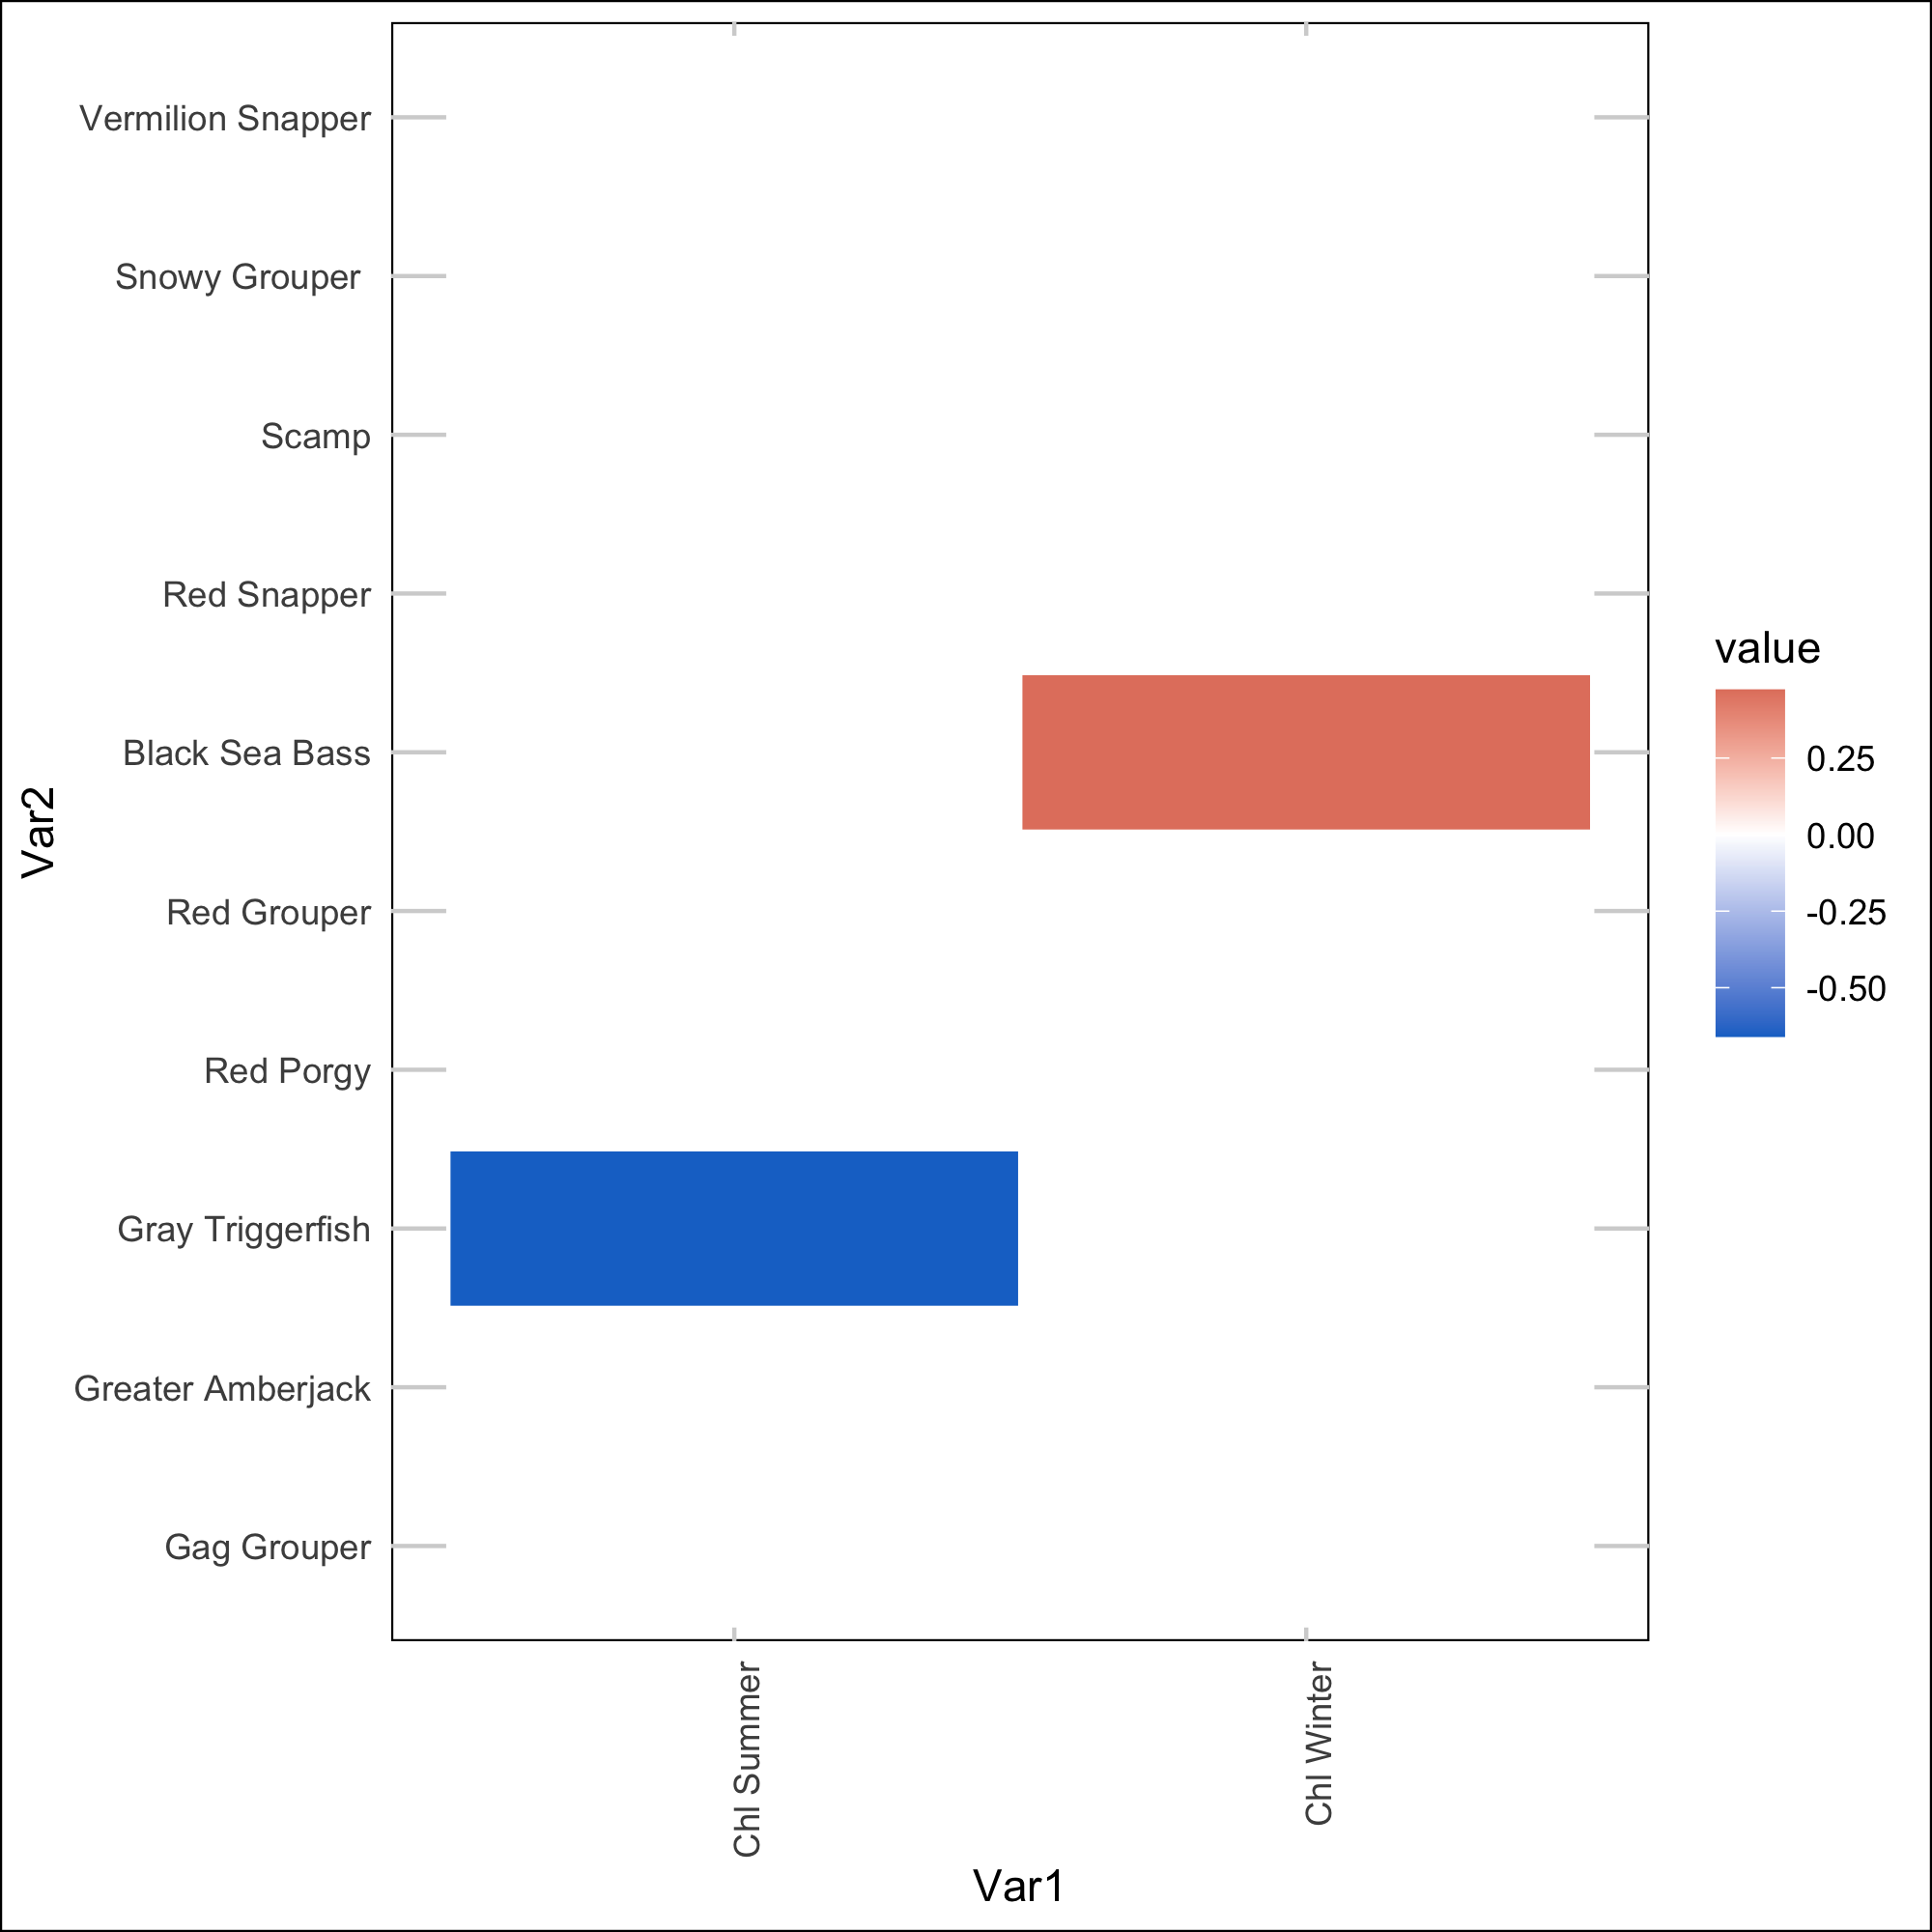 Vermilion Snapper
Snowy Grouper
Scamp
Red Snapper
Black Sea Bass
Red Grouper
Red Porgy
Gray Triggerfish
Greater Amberjack
Gag Grouper
Var2
Chl Summer
Chl Winter
Var1
value
0.25
0.00
-0.25
-0.50